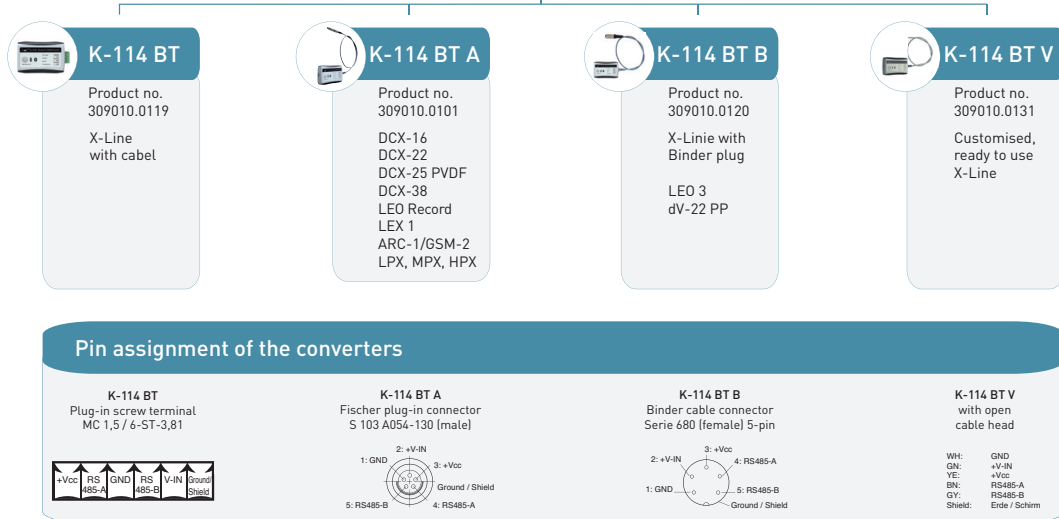 K-114 BT
Product no.
309010.0119
X-Line
with cabel
K-114 BT A
Product no.
309010.0101
DCX-16
DCX-22
DCX-25 PVDF
DCX-38
LEO Record
LEX 1
ARC-1/GSM-2
LPX, MPX, HPX
K-114 BT B
Product no.
309010.0120
X-Linie with
Binder plug
LEO 3
dV-22 PP
K-114 BT V
Product no.
309010.0131
Customised,
ready to use
X-Line
Pin assignment of the converters
K-114 BT
Plug-in screw terminal
MC 1,5 / 6-ST-3,81
+Vcc RS GND RS V-IN Ground/
485-A 485-B Shield
K-114 BT A
Fischer plug-in connector
S 103 A054-130 (male)
2: +V-IN
1: GND
3: +Vcc
Ground / Shield
5: RS485-B
4: RS485-A
K-114 BT B
Binder cable connector
Serie 680 (female) 5-pin
3: +Vcc
2: +V-IN
4: RS485-A
1: GND
5: RS485-B
Ground / Shield
K-114 BT V
with open
cable head
WH: GND
GN: +V-IN
YE: +Vcc
BN: RS485-A
GY: RS485-B
Shield: Erde / Schirm